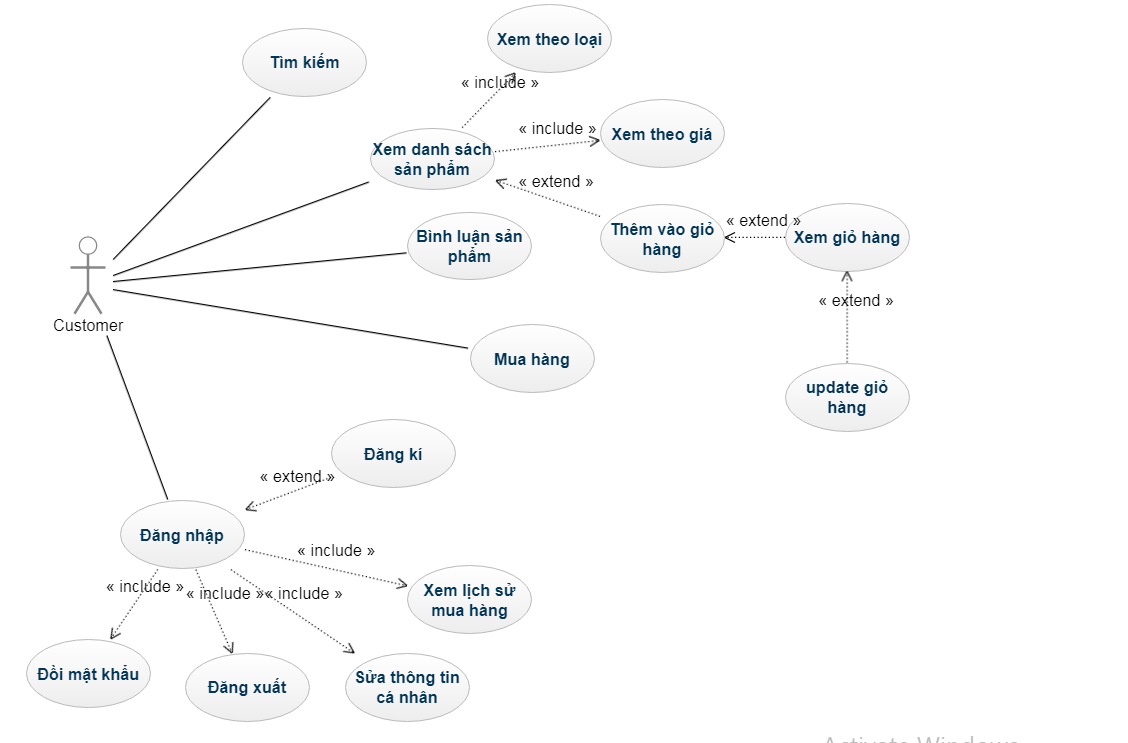 Xem theo loại
Tìm kiếm
« include »
« include »
Xem theo giá
Xem danh sách
sản phẩm
« extend »
« extend »
Thêm vào giỏ
hàng
Xem giỏ hàng
Bình luận sản
phẩm
« extend »
Customer
Mua hàng
update giỏ
hàng
Đăng kí
« extend »
Đăng nhập
« include »
« include »
« include »
« include »
Xem lịch sử
mua hàng
Đồi mật khẩu
Đăng xuất
Sửa thông tin
cá nhân
Activate Windows